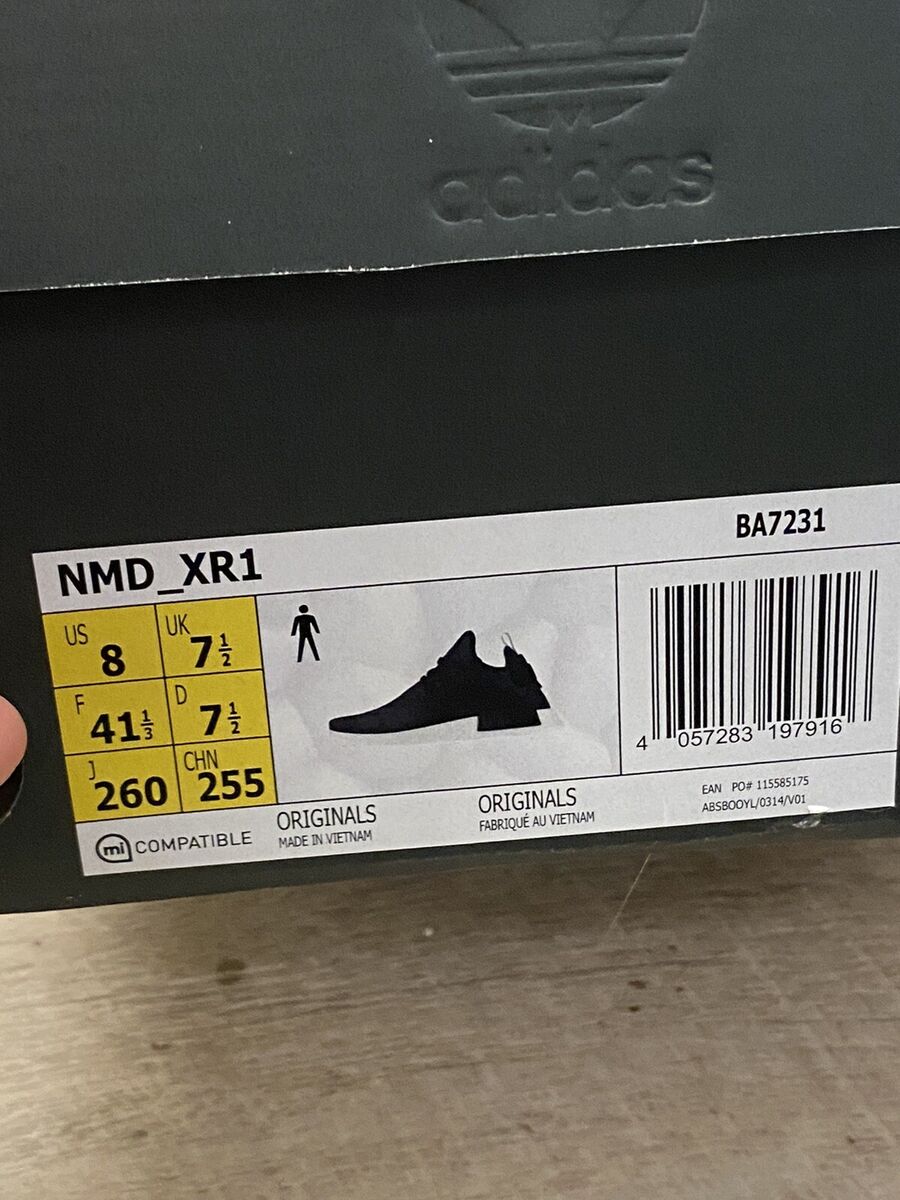 adidas
NMD_XR1
BA7231
US 8
UK 7½
F 41⅓
D 7½
J 260
CHN 255
mi COMPATIBLE
ORIGINALS
MADE IN VIETNAM
ORIGINALS
FABRIQUÉ AU VIETNAM
4 057283 197916
EAN PO# 115585175
ABSBOOYL/0314/V01